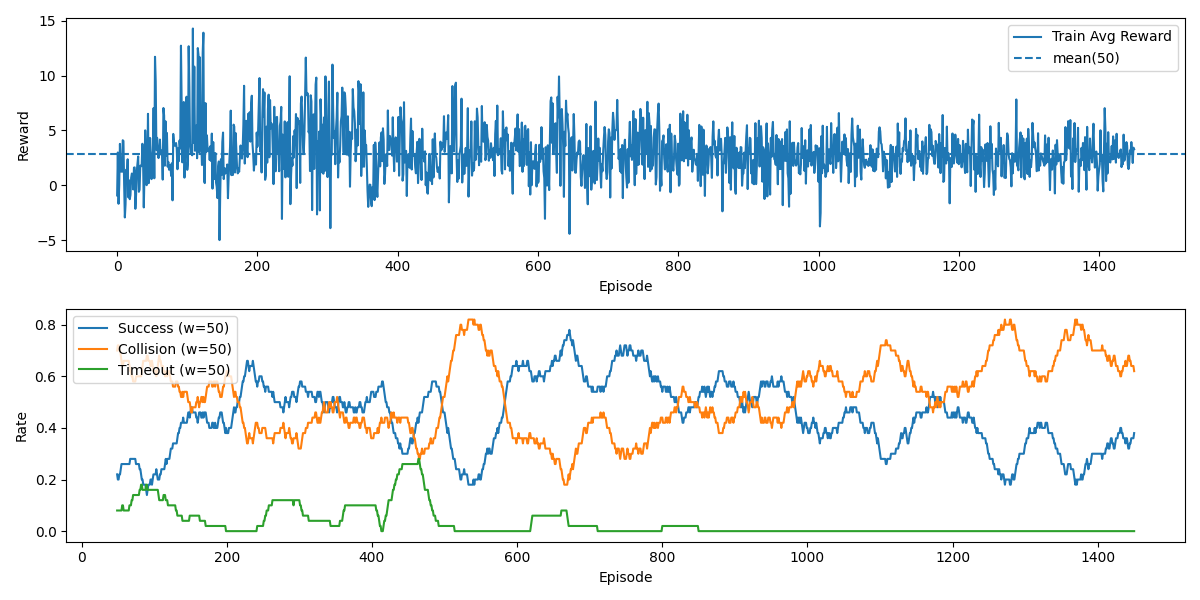 15
10
5
0
−5
Reward
Train Avg Reward
mean(50)
0 200 400 600 800 1000 1200 1400
Episode
0.8
0.6
0.4
0.2
0.0
Rate
Success (w=50)
Collision (w=50)
Timeout (w=50)
0 200 400 600 800 1000 1200 1400
Episode